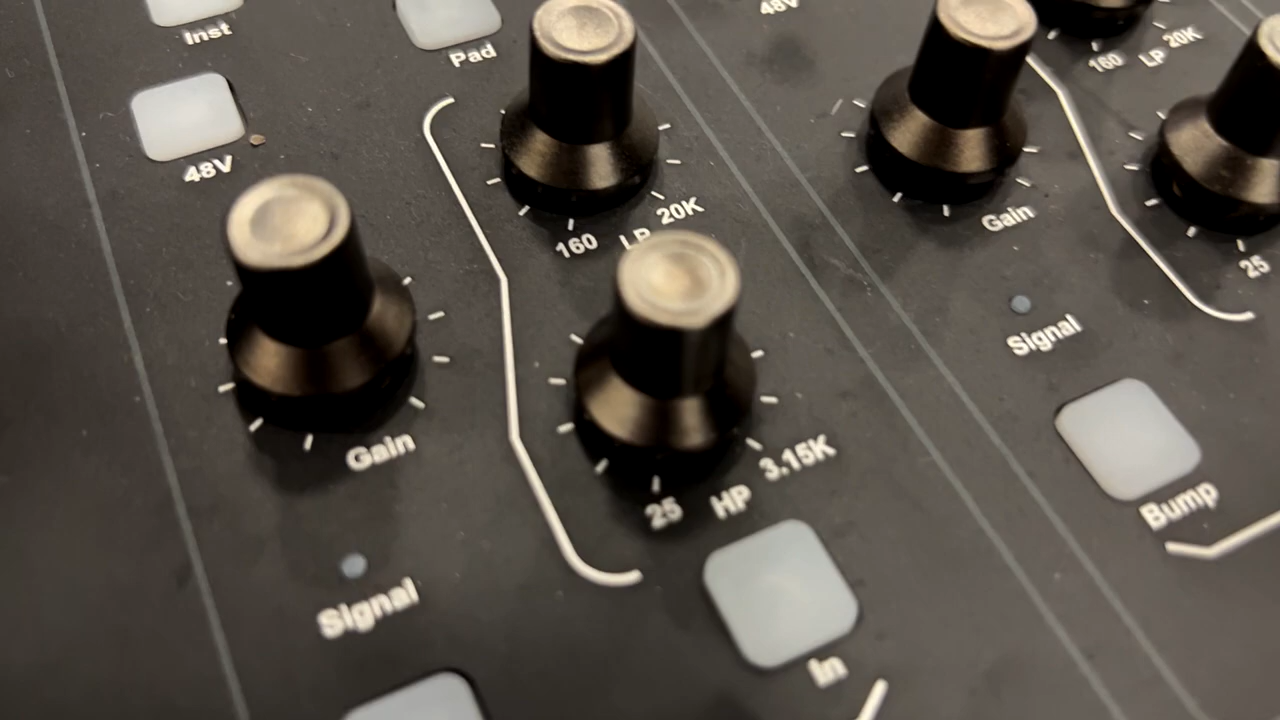 Inst
Pad
48V
48V
160 LP 20K
160 LP 20K
Gain
Gain
25 HP 3.15K
25
Signal
Signal
Bump
In